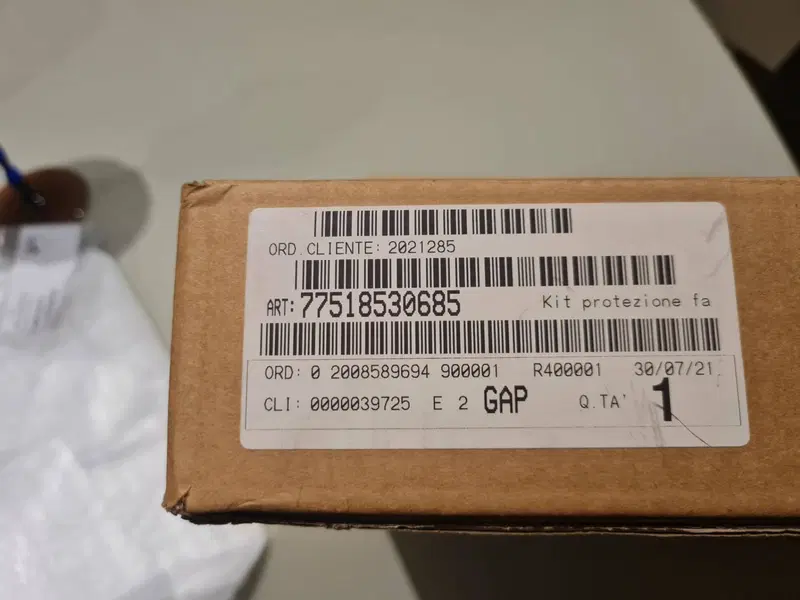 ORD.CLIENTE: 2021285
ART: 77518530685 Kit protezione fa
ORD: 0 2008589694 900001 R400001 30/07/21
CLI: 0000039725 E 2 GAP Q.TA' 1